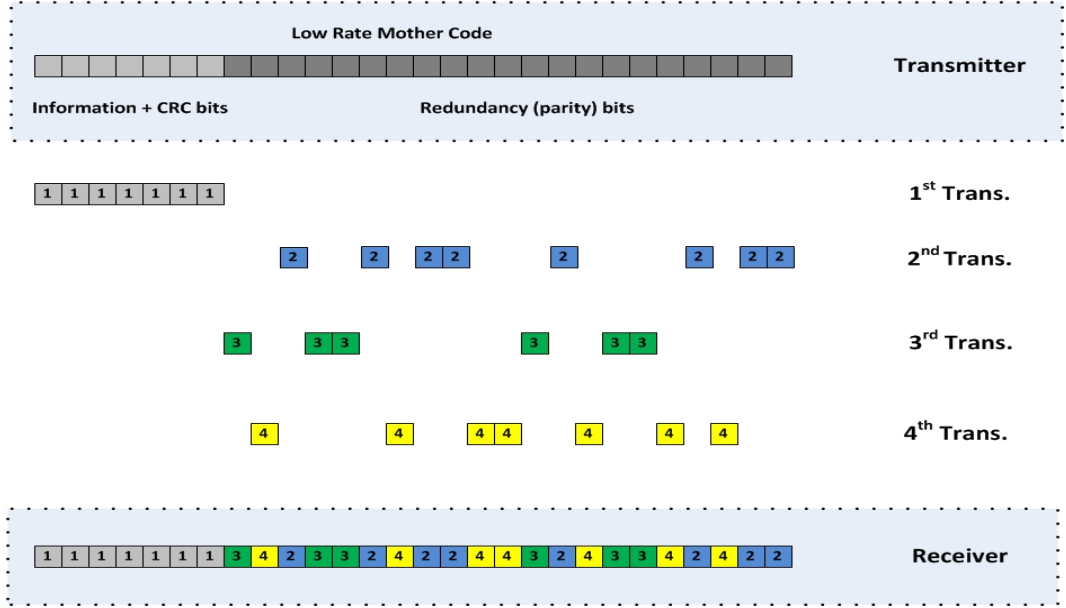 Low Rate Mother Code
Transmitter
Information + CRC bits Redundancy (parity) bits
1 1 1 1 1 1 1 1st Trans.
2 2 2 2 2 2 2 2 2nd Trans.
3 3 3 3 3 3 3rd Trans.
4 4 4 4 4 4 4 4th Trans.
1 1 1 1 1 1 1 3 4 2 3 3 2 4 2 2 4 4 3 2 4 3 3 4 2 4 2 2 Receiver